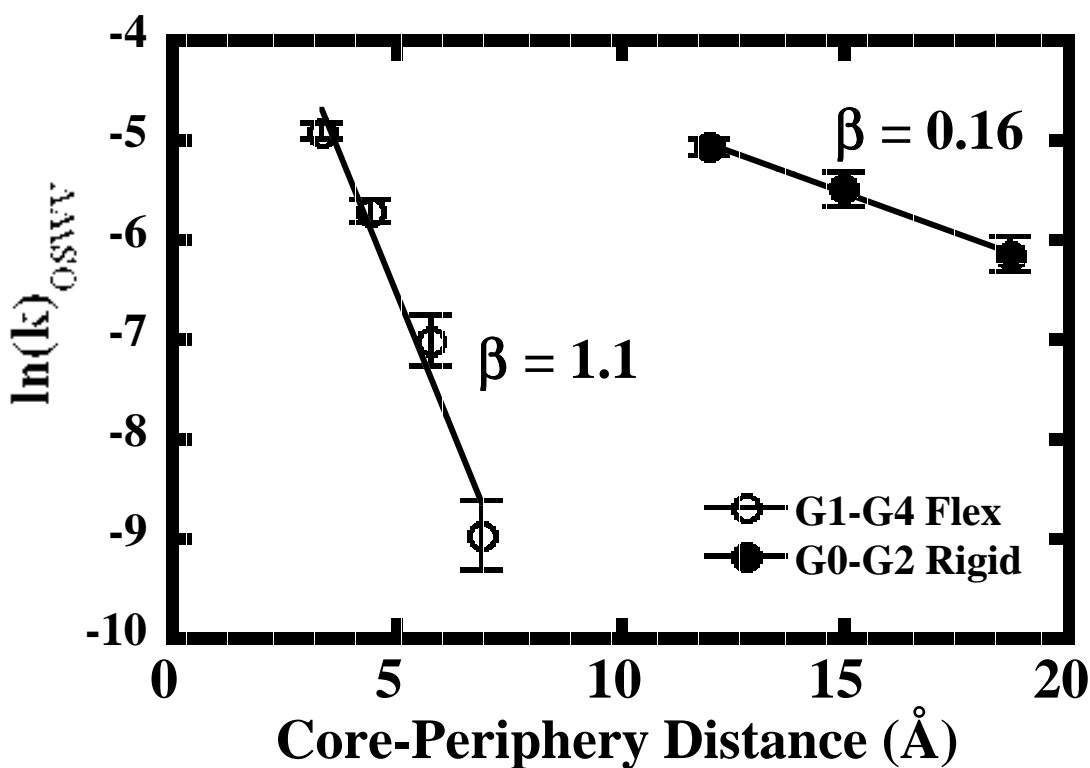 -4
-5
-6
-7
-8
-9
-10
ln(k)OSWV
β = 0.16
β = 1.1
G1-G4 Flex
G0-G2 Rigid
0 5 10 15 20
Core-Periphery Distance (Å)